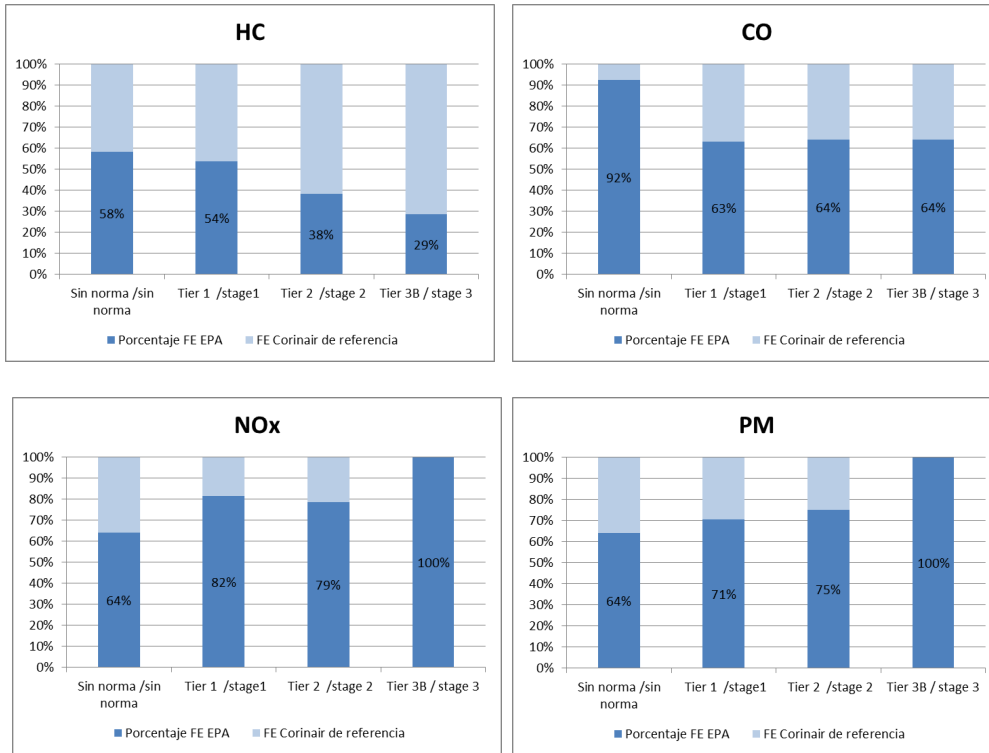 HC
100%
90%
80%
70%
60%
50%
40%
30%
20%
10%
0%
58%
54%
38%
29%
Sin norma /sin norma
Tier 1 /stage1
Tier 2 /stage 2
Tier 3B / stage 3
Porcentaje FE EPA
FE Corinair de referencia
CO
100%
90%
80%
70%
60%
50%
40%
30%
20%
10%
0%
92%
63%
64%
64%
Sin norma /sin norma
Tier 1 /stage1
Tier 2 /stage 2
Tier 3B / stage 3
Porcentaje FE EPA
FE Corinair de referencia
NOx
100%
90%
80%
70%
60%
50%
40%
30%
20%
10%
0%
64%
82%
79%
100%
Sin norma /sin norma
Tier 1 /stage1
Tier 2 /stage 2
Tier 3B / stage 3
Porcentaje FE EPA
FE Corinair de referencia
PM
100%
90%
80%
70%
60%
50%
40%
30%
20%
10%
0%
64%
71%
75%
100%
Sin norma /sin norma
Tier 1 /stage1
Tier 2 /stage 2
Tier 3B / stage 3
Porcentaje FE EPA
FE Corinair de referencia